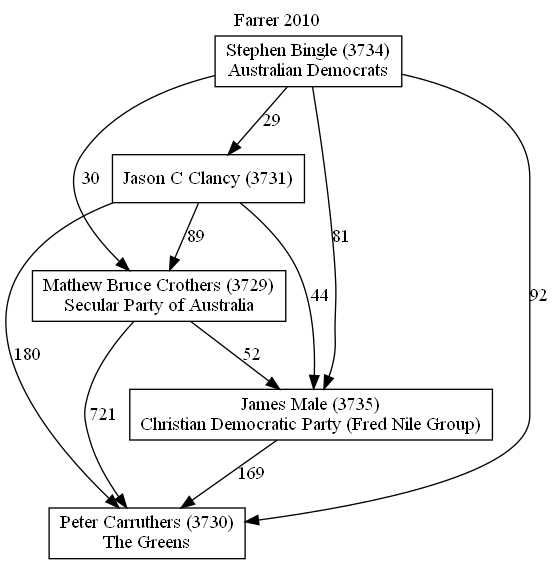 Farrer 2010
Stephen Bingle (3734)
Australian Democrats
29
Jason C Clancy (3731)
30
89
81
44
92
Mathew Bruce Crothers (3729)
Secular Party of Australia
180
52
721
James Male (3735)
Christian Democratic Party (Fred Nile Group)
169
Peter Carruthers (3730)
The Greens